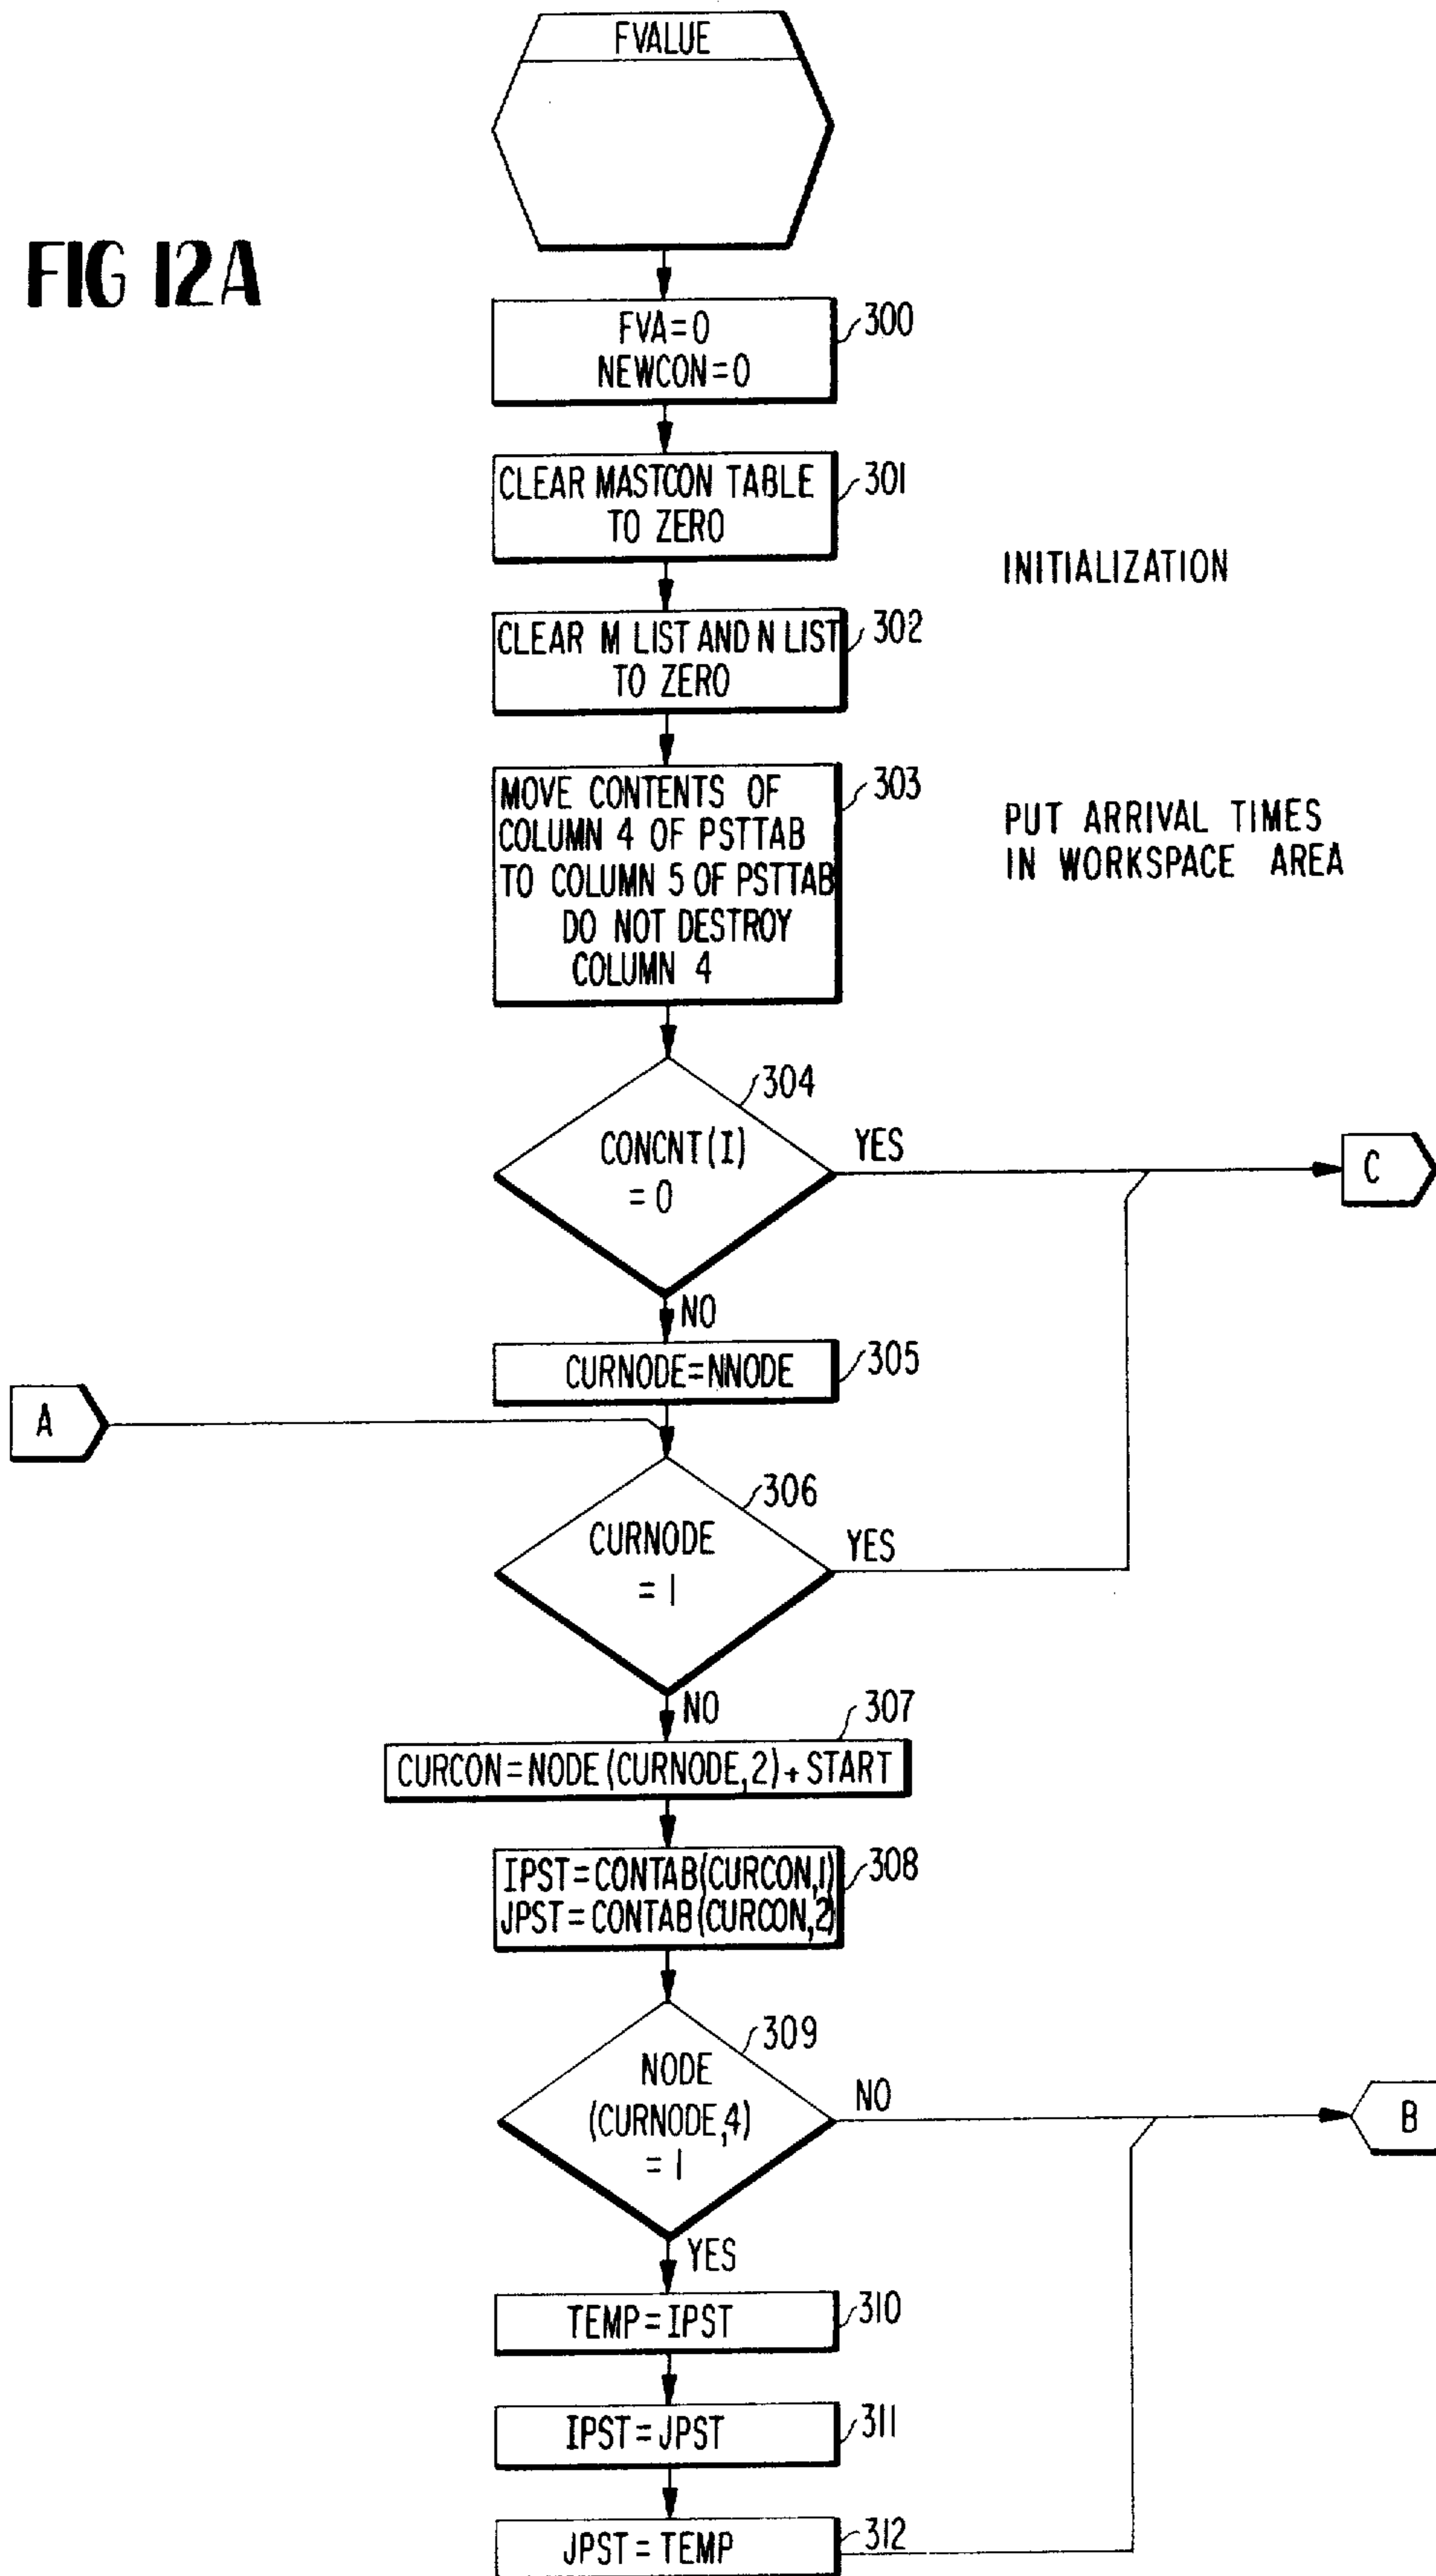 FVALUE
FIG 12A
FVA=0
NEWCON=0
300
CLEAR MASTCON TABLE
TO ZERO
301
INITIALIZATION
CLEAR M LIST AND N LIST
TO ZERO
302
MOVE CONTENTS OF
COLUMN 4 OF PSTTAB
TO COLUMN 5 OF PSTTAB
DO NOT DESTROY
COLUMN 4
303
PUT ARRIVAL TIMES
IN WORKSPACE AREA
304
CONCNT(I)
=0
YES
C
NO
CURNODE=NNODE
305
A
306
CURNODE
=1
YES
NO
307
CURCON=NODE(CURNODE,2)+START
IPST=CONTAB(CURCON,1)
JPST=CONTAB(CURCON,2)
308
309
NODE
(CURNODE,4)
=1
NO
B
YES
TEMP=IPST
310
IPST=JPST
311
JPST=TEMP
312